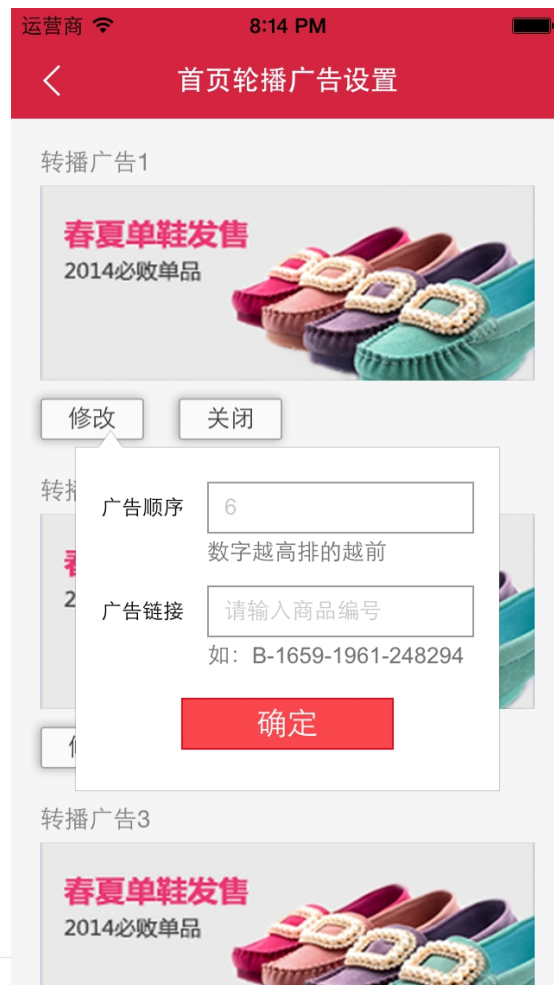 运营商 8:14 PM
首页轮播广告设置
转播广告1
春夏单鞋发售
2014必败单品
修改 关闭
转播
广告顺序 6
数字越高排的越前
2
广告链接 请输入商品编号
如：B-1659-1961-248294
确定
转播广告3
春夏单鞋发售
2014必败单品